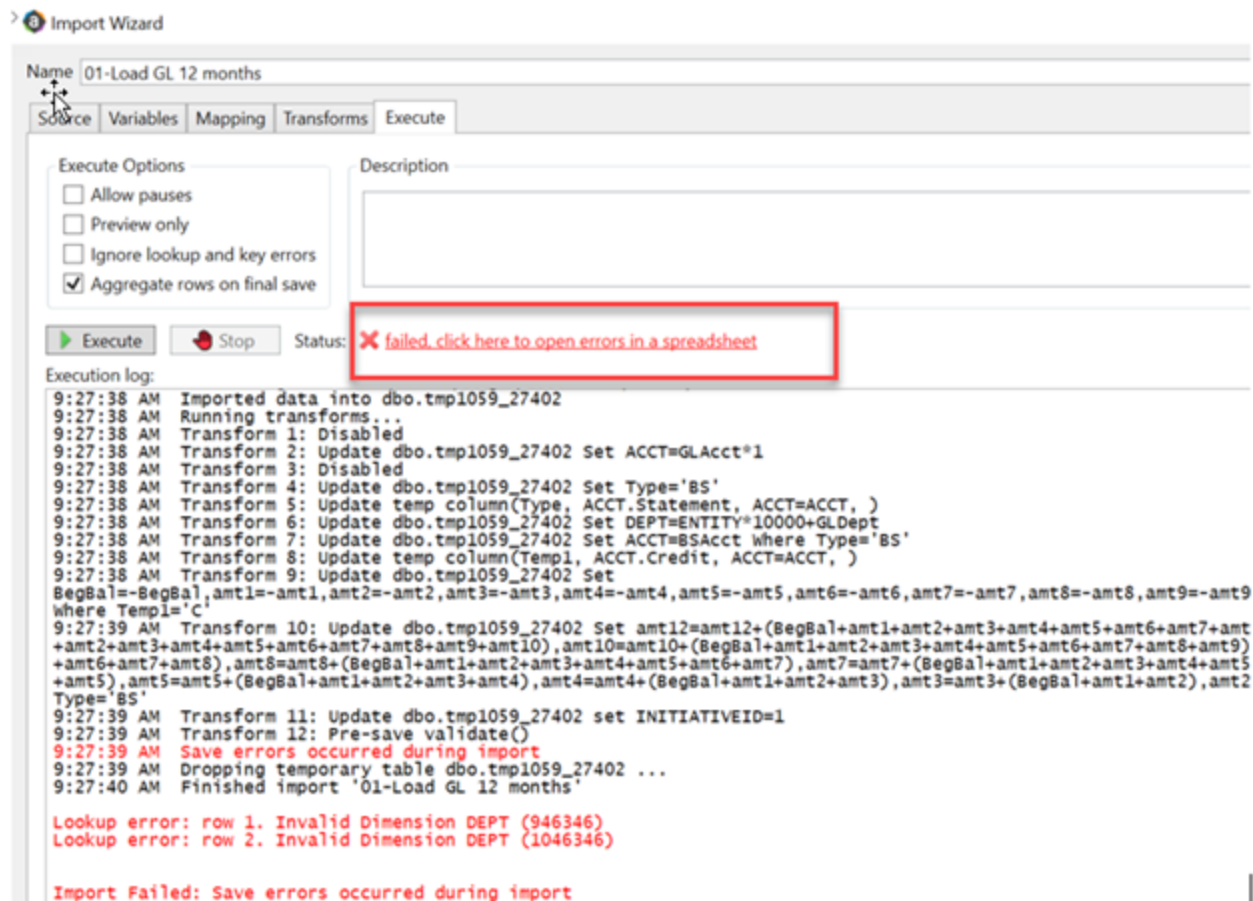 Import Wizard
Name 01-Load GL 12 months
Source Variables Mapping Transforms Execute
Execute Options
Allow pauses
Preview only
Ignore lookup and key errors
Aggregate rows on final save
Description
Execute Stop Status: failed, click here to open errors in a spreadsheet
Execution log:
9:27:38 AM Imported data into dbo.tmp1059_27402
9:27:38 AM Running transforms...
9:27:38 AM Transform 1: Disabled
9:27:38 AM Transform 2: Update dbo.tmp1059_27402 Set ACCT=GLAcct*1
9:27:38 AM Transform 3: Disabled
9:27:38 AM Transform 4: Update dbo.tmp1059_27402 Set Type='BS'
9:27:38 AM Transform 5: Update temp column(Type, ACCT.Statement, ACCT=ACCT, )
9:27:38 AM Transform 6: Update dbo.tmp1059_27402 Set DEPT=ENTITY*10000+GLDept
9:27:38 AM Transform 7: Update dbo.tmp1059_27402 Set ACCT=BSAcct Where Type='BS'
9:27:38 AM Transform 8: Update temp column(Temp1, ACCT.Credit, ACCT=ACCT, )
9:27:38 AM Transform 9: Update dbo.tmp1059_27402 Set
BegBal=-BegBal,amt1=-amt1,amt2=-amt2,amt3=-amt3,amt4=-amt4,amt5=-amt5,amt6=-amt6,amt7=-amt7,amt8=-amt8,amt9=-amt9
Where Temp1='C'
9:27:39 AM Transform 10: Update dbo.tmp1059_27402 Set amt12=amt12+(BegBal+amt1+amt2+amt3+amt4+amt5+amt6+amt7+amt
+amt2+amt3+amt4+amt5+amt6+amt7+amt8+amt9+amt10),amt10=amt10+(BegBal+amt1+amt2+amt3+amt4+amt5+amt6+amt7+amt8+amt9)
+amt6+amt7+amt8),amt8=amt8+(BegBal+amt1+amt2+amt3+amt4+amt5+amt6+amt7),amt7=amt7+(BegBal+amt1+amt2+amt3+amt4+amt5
+amt5),amt5=amt5+(BegBal+amt1+amt2+amt3+amt4),amt4=amt4+(BegBal+amt1+amt2+amt3),amt3=amt3+(BegBal+amt1+amt2),amt2
Type='BS'
9:27:39 AM Transform 11: Update dbo.tmp1059_27402 set INITIATIVEID=1
9:27:39 AM Transform 12: Pre-save validate()
9:27:39 AM Save errors occurred during import
9:27:39 AM Dropping temporary table dbo.tmp1059_27402 ...
9:27:40 AM Finished import '01-Load GL 12 months'
Lookup error: row 1. Invalid Dimension DEPT (946346)
Lookup error: row 2. Invalid Dimension DEPT (1046346)
Import Failed: Save errors occurred during import